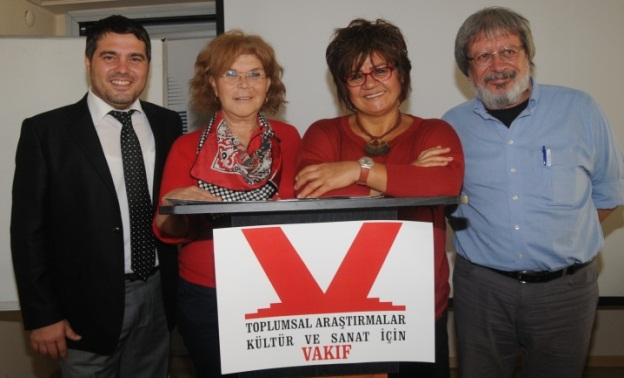 TOPLUMSAL ARAŞTIRMALAR
KÜLTÜR VE SANAT İÇİN
VAKIF